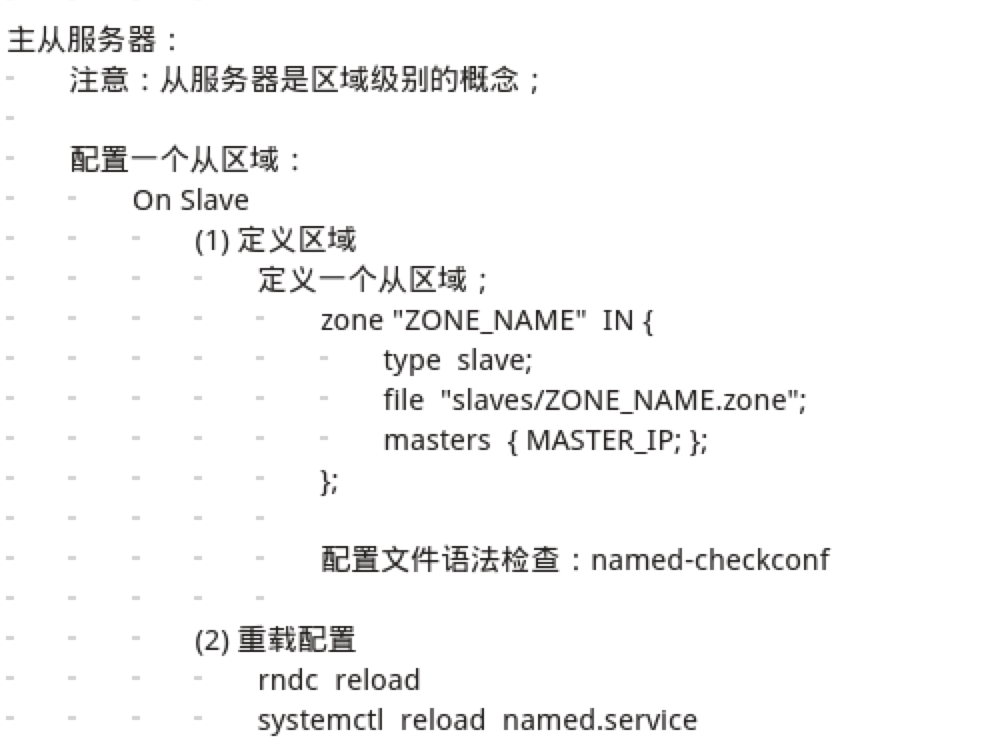 主从服务器：
注意：从服务器是区域级别的概念；
配置一个从区域：
On Slave
(1) 定义区域
定义一个从区域；
zone "ZONE_NAME"  IN {
type  slave;
file  "slaves/ZONE_NAME.zone";
masters  { MASTER_IP; };
};
配置文件语法检查：named-checkconf
(2) 重载配置
rndc  reload
systemctl  reload  named.service